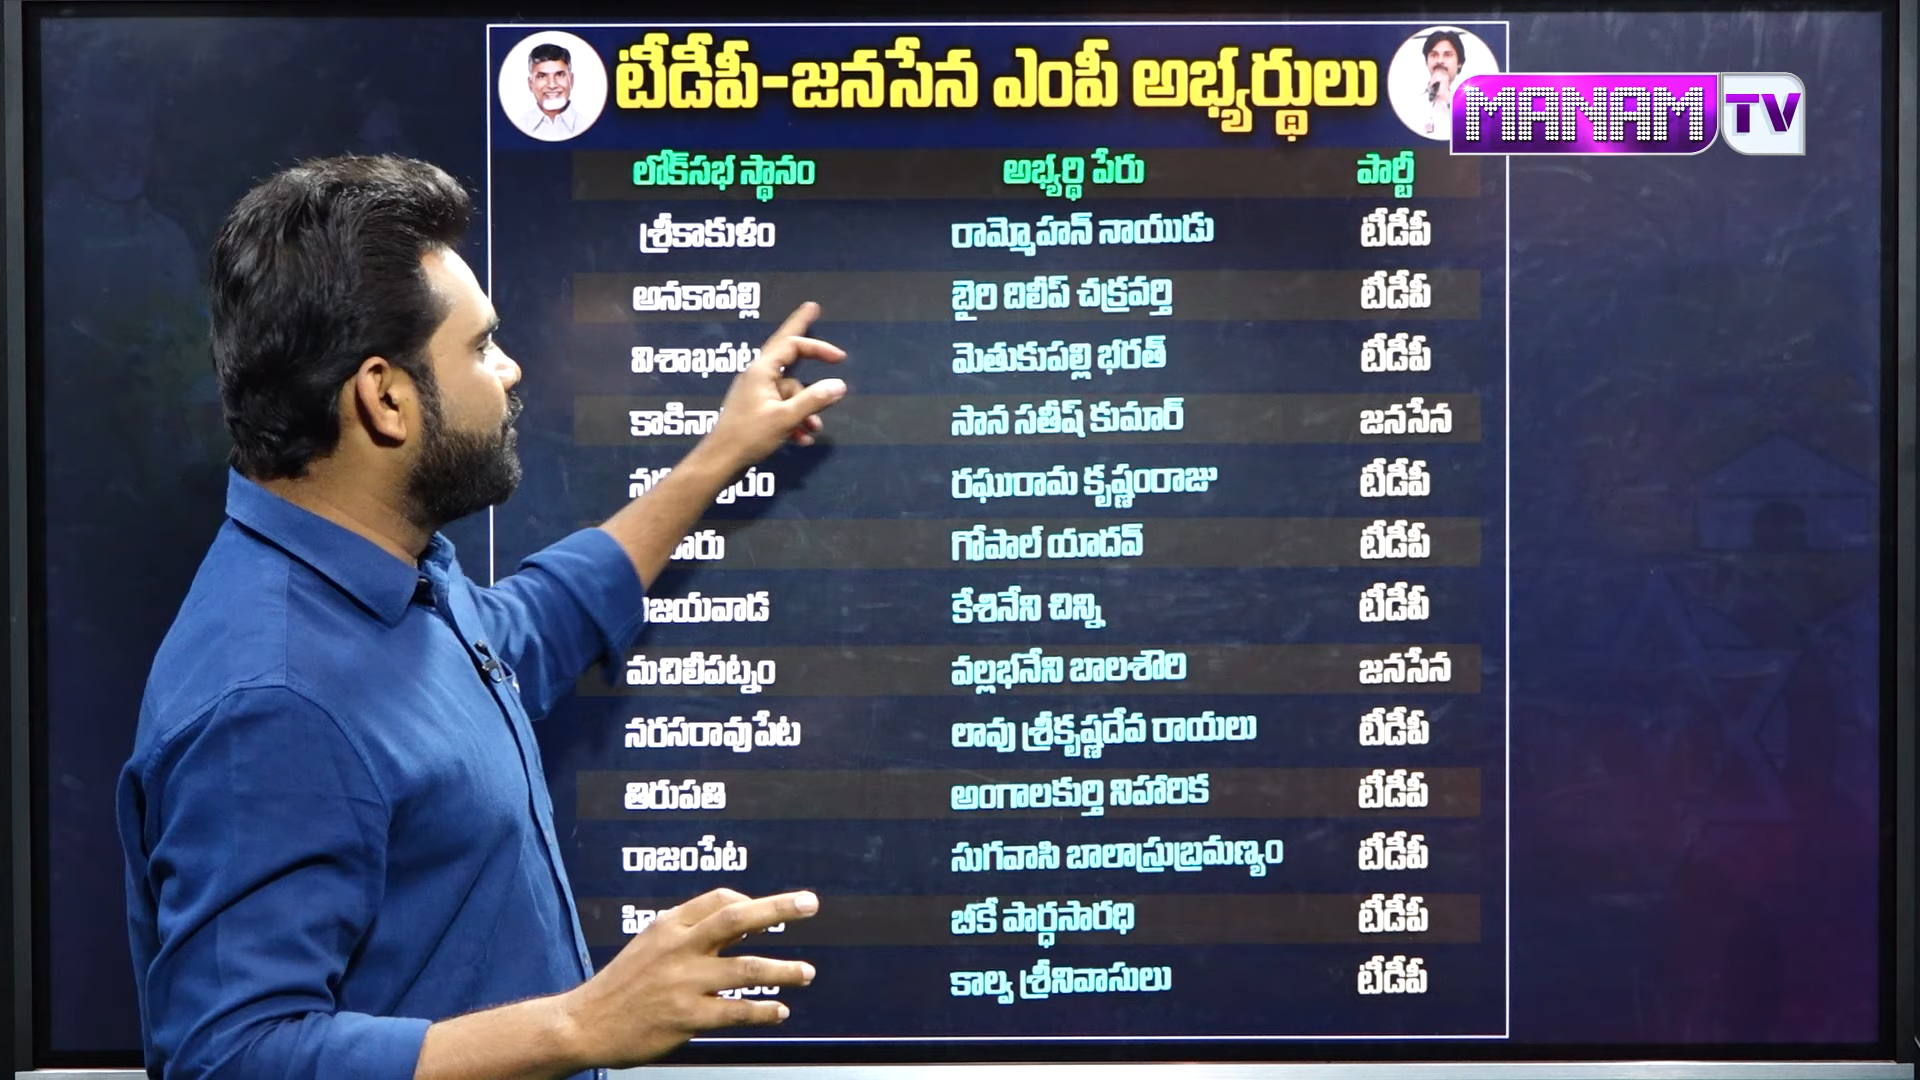 టీడీపీ-జనసేన ఎంపీ అభ్యర్థులు
MANAM TV
లోక్‌సభ స్థానం అభ్యర్థి పేరు పార్టీ
శ్రీకాకుళం రామ్మోహన్ నాయుడు టీడీపీ
అనకాపల్లి బైరి దిలీప్ చక్రవర్తి టీడీపీ
మెతుకుపల్లి భరత్ టీడీపీ
సాన సతీష్ కుమార్ జనసేన
రఘురామ కృష్ణంరాజు టీడీపీ
గోపాల్ యాదవ్ టీడీపీ
కేశినేని చిన్ని టీడీపీ
మచిలీపట్నం వల్లభనేని బాలశౌరి జనసేన
నరసరావుపేట లావు శ్రీకృష్ణదేవ రాయలు టీడీపీ
తిరుపతి అంగాలకుర్తి నిహారిక టీడీపీ
రాజంపేట సుగవాసి బాలాసుబ్రమణ్యం టీడీపీ
బీకే పార్థసారథి టీడీపీ
కాల్వ శ్రీనివాసులు టీడీపీ